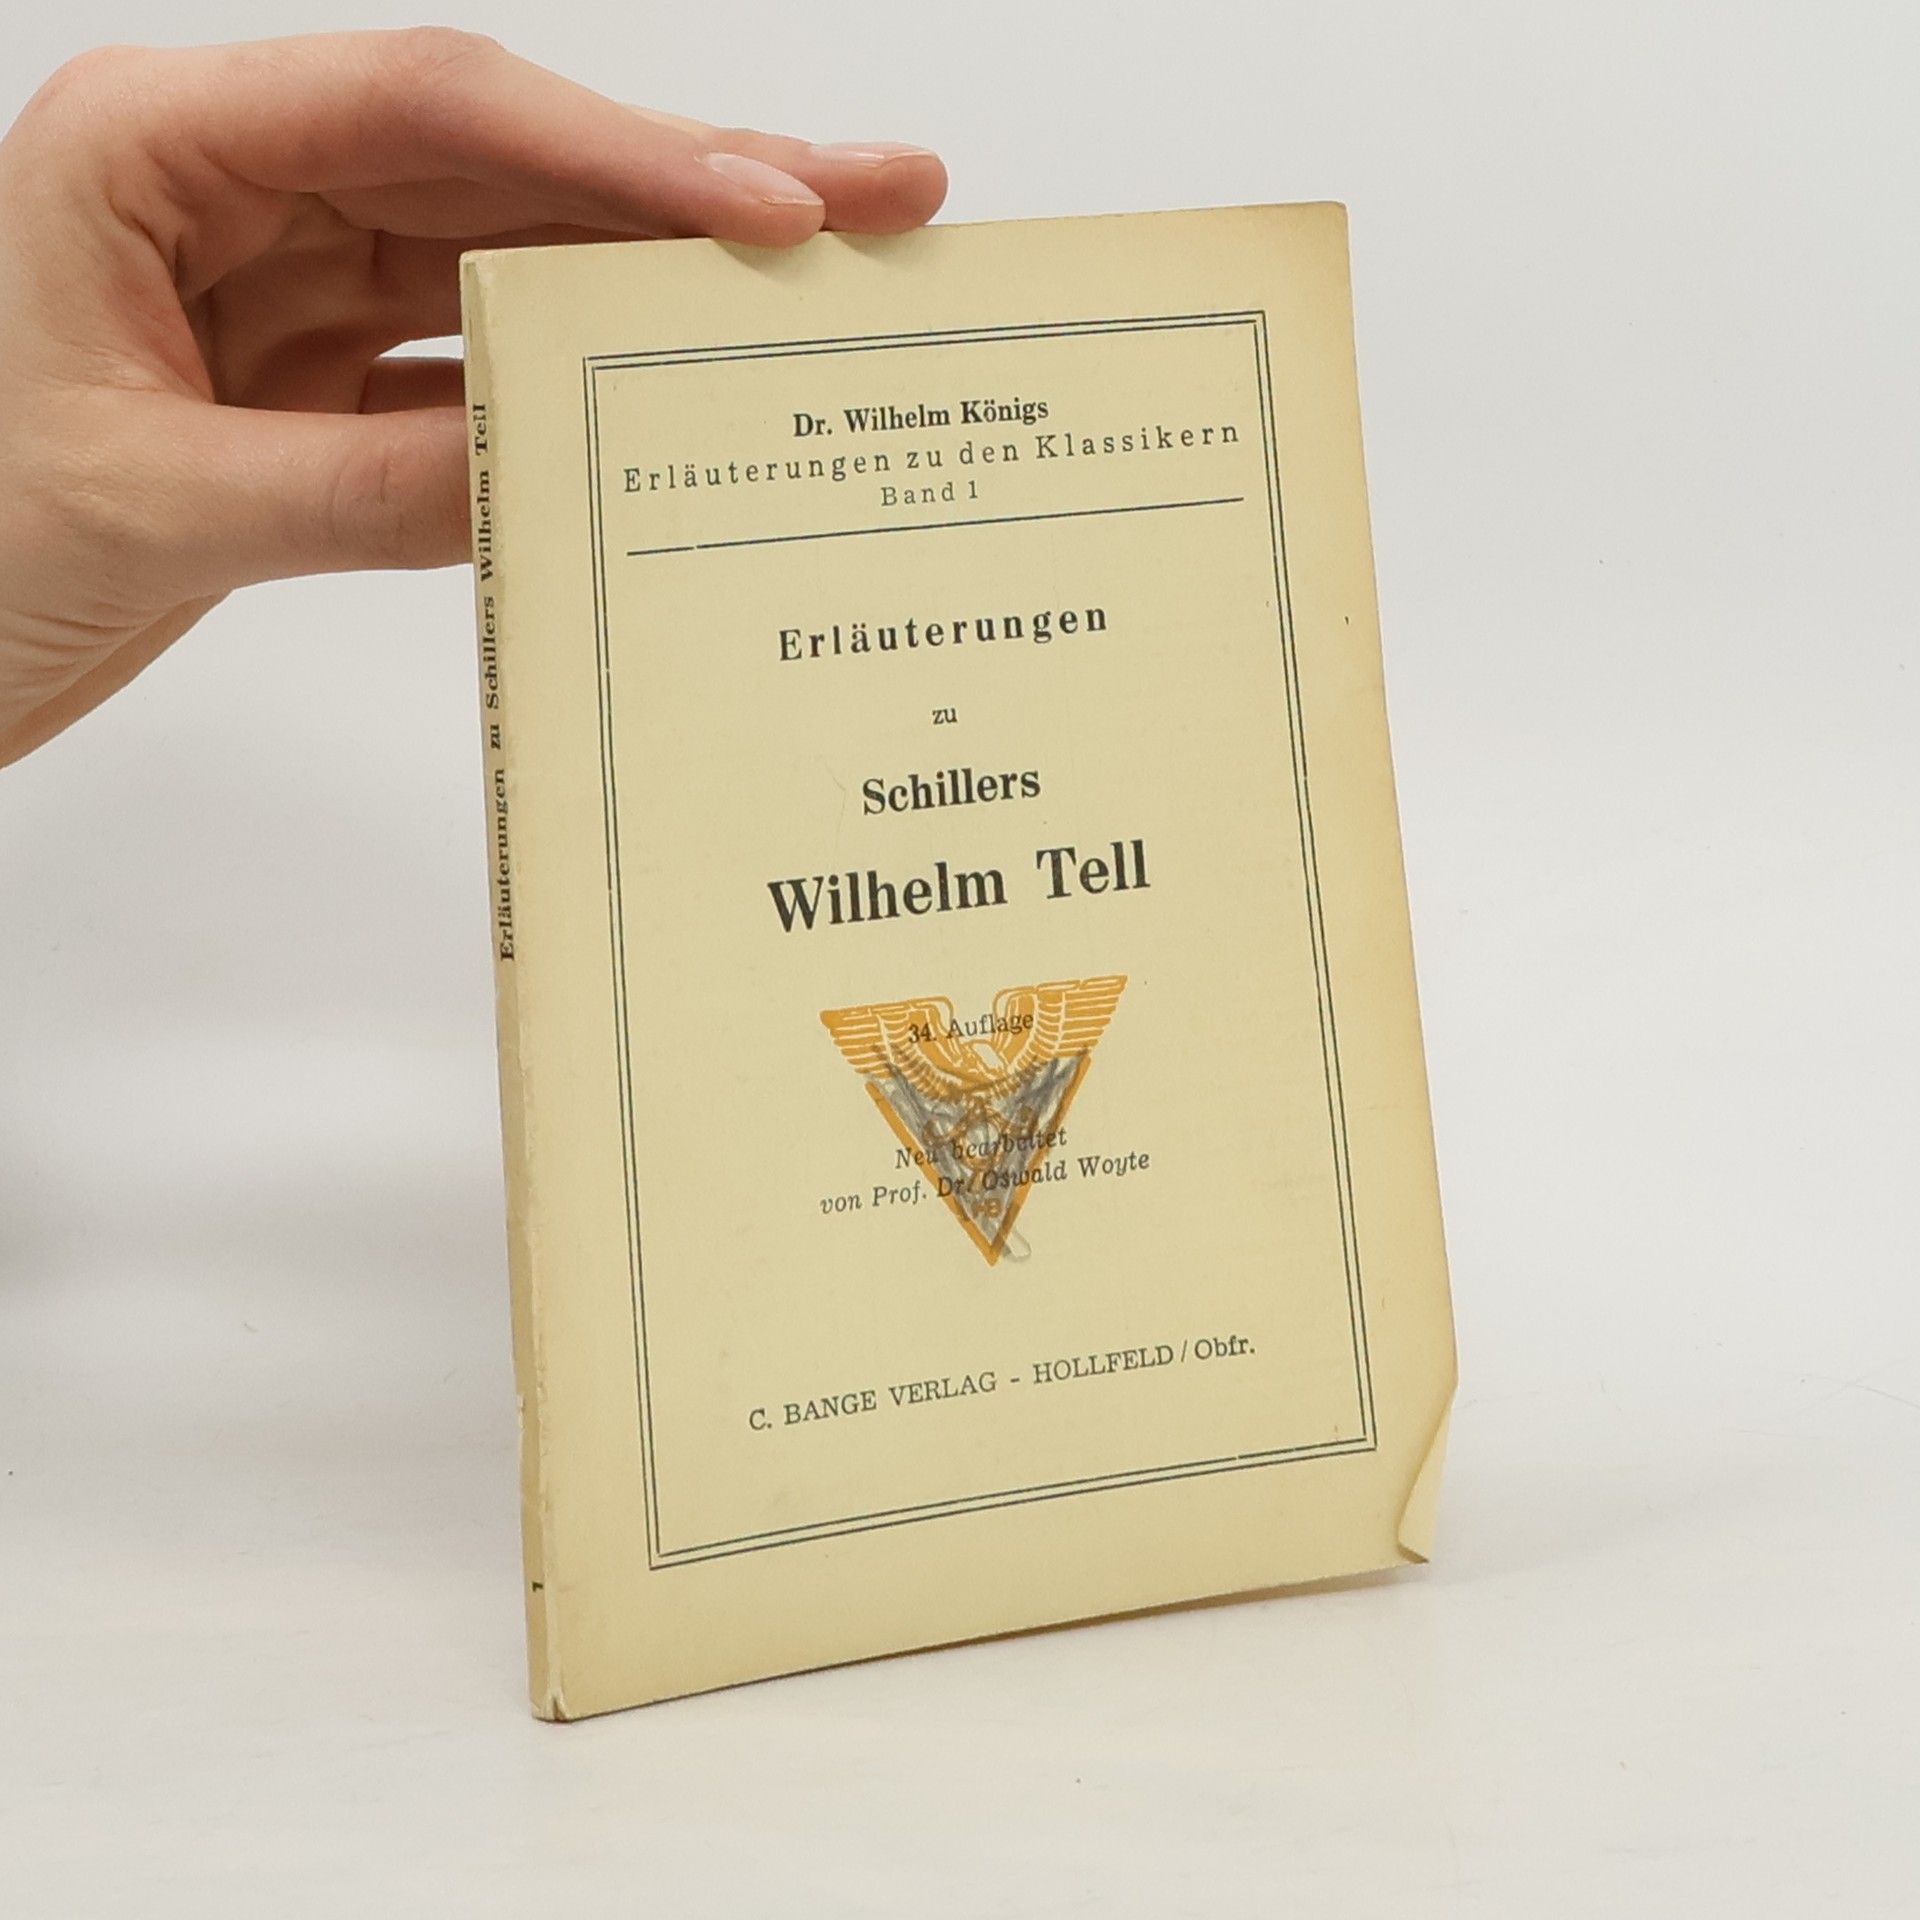 Dr. Wilhelm Königs
Erläuterungen zu den Klassikern
Band 1
Erläuterungen
zu
Schillers
Wilhelm Tell
34. Auflage
Neu bearbeitet
von Prof. Dr. Oswald Woyte
C. BANGE VERLAG - HOLLFELD / Obfr.
Erläuterungen zu Schillers Wilhelm Tell
1